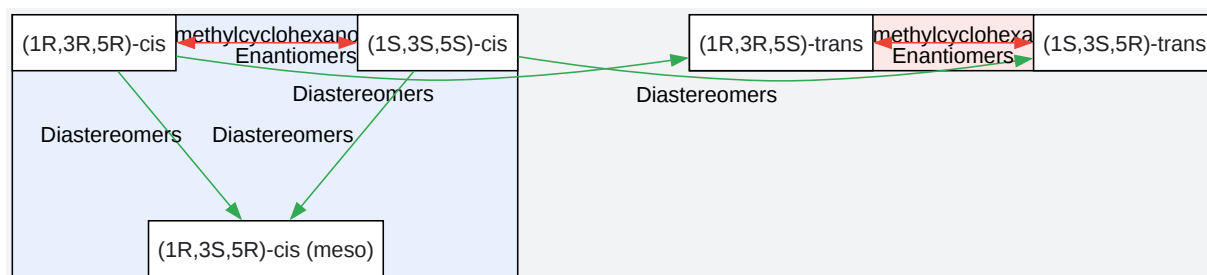 (1R,3R,5R)-cis
methylcyclohexano
Enantiomers
(1S,3S,5S)-cis
(1R,3R,5S)-trans
methylcyclohexa
Enantiomers
(1S,3S,5R)-trans
Diastereomers
Diastereomers
Diastereomers
Diastereomers
(1R,3S,5R)-cis (meso)